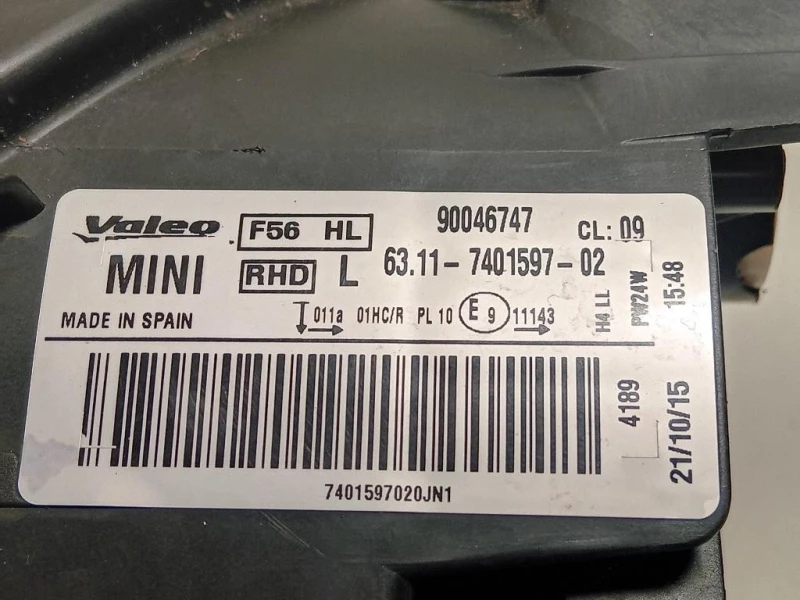 Valeo F56 HL 90046747 CL: 09
MINI RHD L 63.11-7401597-02
MADE IN SPAIN 011a 01HC/R PL 10 E 9 11143
H4 LL
PW24W
15:48
4189
21/10/15
7401597020JN1